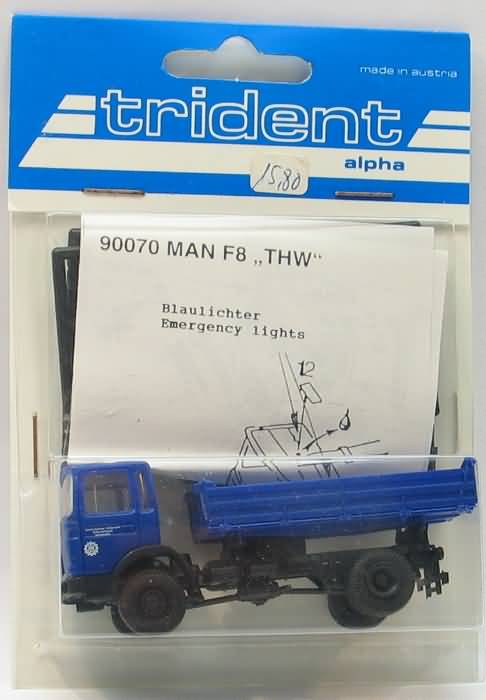 made in austria
trident
alpha
15,80
90070 MAN F8 „THW“
Blaulichter
Emergency lights
12